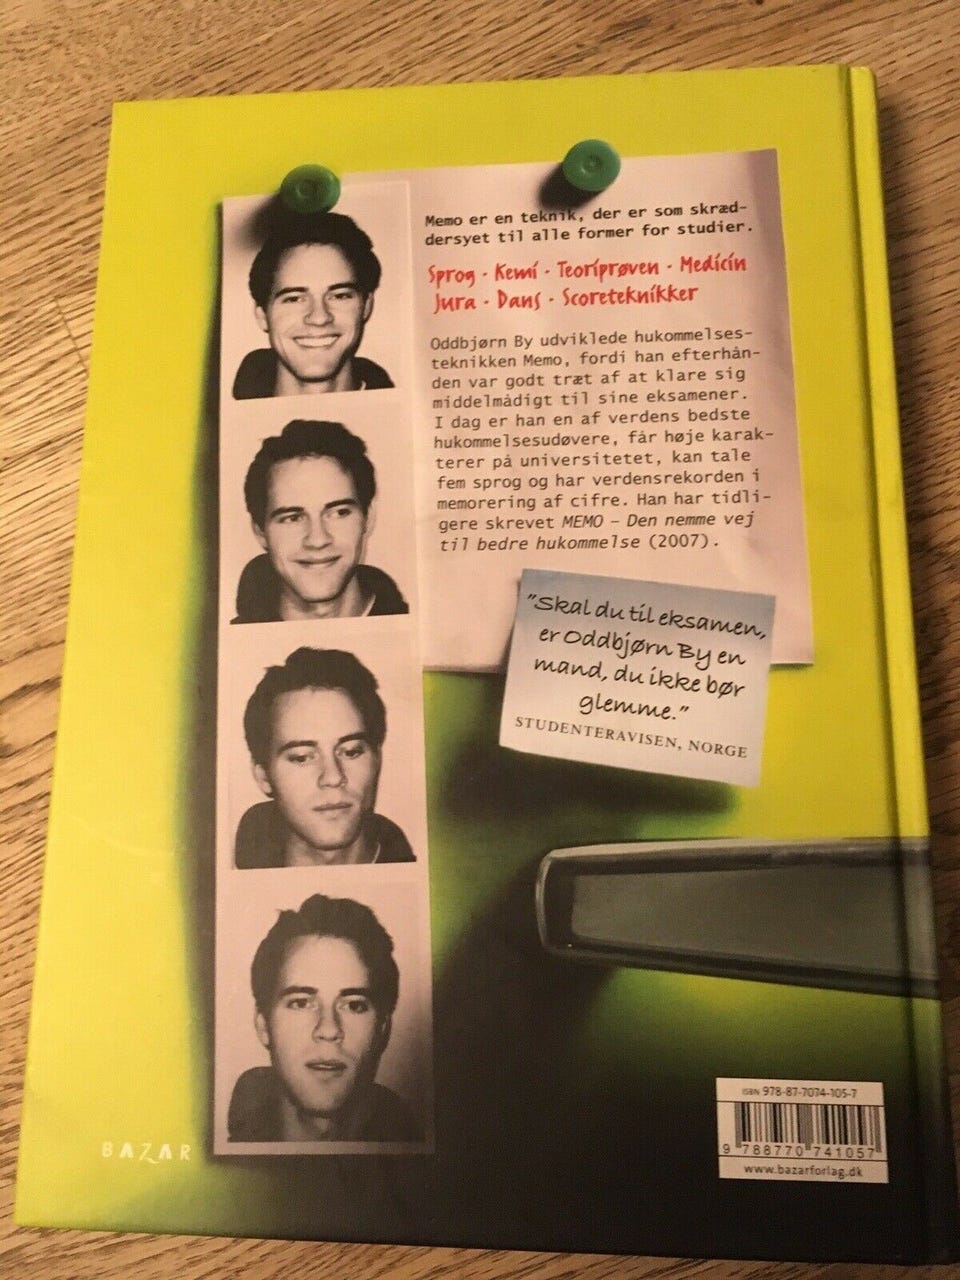 Memo er en teknik, der er som skræd-
dersyet til alle former for studier.
Sprog · Kemi · Teoriprøven · Medicin
Jura · Dans · Scoreteknikker
Oddbjørn By udviklede hukommelses-
teknikken Memo, fordi han efterhån-
den var godt træt af at klare sig
middelmådigt til sine eksamener.
I dag er han en af verdens bedste
hukommelsesudøvere, får høje karak-
terer på universitetet, kan tale
fem sprog og har verdensrekorden i
memorering af cifre. Han har tidli-
gere skrevet MEMO – Den nemme vej
til bedre hukommelse (2007).
"Skal du til eksamen,
er Oddbjørn By en
mand, du ikke bør
glemme."
STUDENTERAVISEN, NORGE
BAZAR
ISBN 978-87-7074-105-7
9 788770 741057
www.bazarforlag.dk